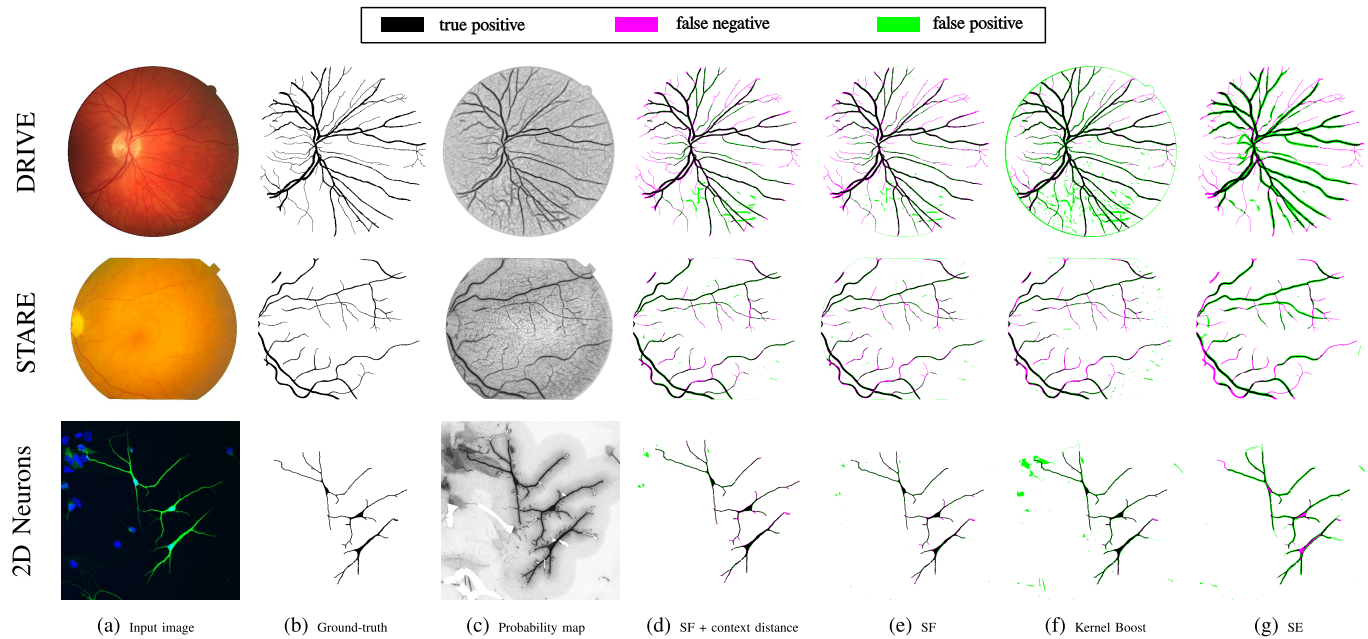 true positive false negative false positive
DRIVE
STARE
2D Neurons
(a) Input image (b) Ground-truth (c) Probability map (d) SF + context distance (e) SF (f) Kernel Boost (g) SE